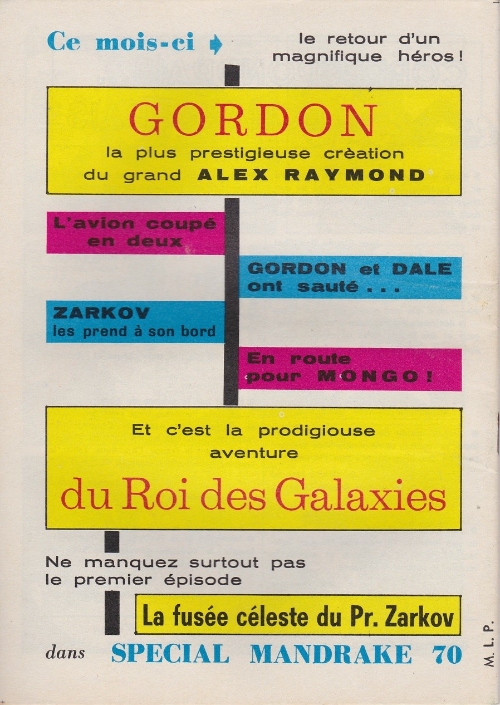 Ce mois-ci
le retour d'un
magnifique héros!
GORDON
la plus prestigieuse crèation
du grand ALEX RAYMOND
L'avion coupé
en deux
GORDON et DALE
ont sauté...
ZARKOV
les prend à son bord
En route
pour MONGO!
Et c'est la prodigiouse
aventure
du Roi des Galaxies
Ne manquez surtout pas
le premier épisode
La fusée céleste du Pr. Zarkov
dans SPECIAL MANDRAKE 70
M. L. P.